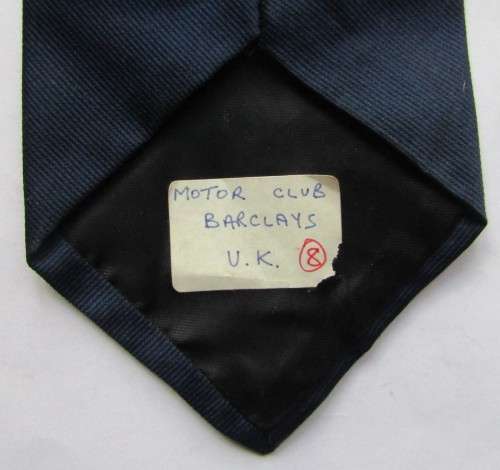 MOTOR CLUB
BARCLAYS
U.K. 8